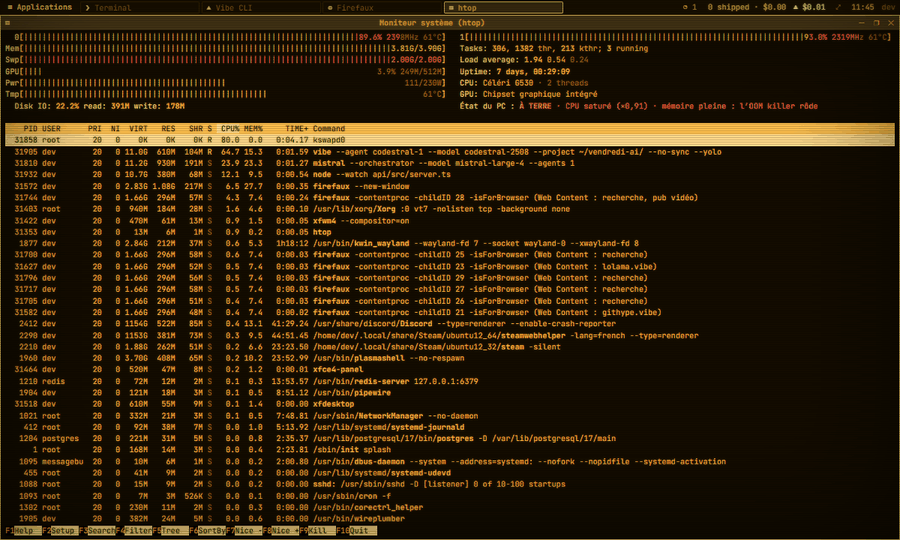 Applications Terminal Vibe CLI Firefaux htop 1 0 shipped · $0.00 $0.01 11:45 dev
Moniteur système (htop)
0[ 89.6% 2398MHz 61°C]
Mem[ 3.81G/3.90G]
Swp[ 2.00G/2.00G]
GPU[ 3.9% 249M/512M]
Pwr[ 111/230W]
Tmp[ 61°C]
Disk IO: 22.2% read: 391M write: 178M
1[ 93.0% 2319MHz 61°C]
Tasks: 306, 1382 thr, 213 kthr; 3 running
Load average: 1.94 0.54 0.24
Uptime: 7 days, 00:29:09
CPU: Céléri G530 · 2 threads
GPU: Chipset graphique intégré
État du PC : À TERRE · CPU saturé (×0,91) · mémoire pleine : l'OOM killer rôde
PID USER PRI NI VIRT RES SHR S CPU% MEM% TIME+ Command
31858 root 20 0 0K 0K 0K R 80.0 0.0 0:04.17 kswapd0
31905 dev 20 0 11.0G 610M 104M R 64.7 15.3 0:01.59 vibe --agent codestral-1 --model codestral-2508 --project ~/vendredi-ai/ --no-sync --yolo
31810 dev 20 0 11.2G 930M 191M S 23.9 23.3 0:01.27 mistral --orchestrator --model mistral-large-4 --agents 1
31932 dev 20 0 10.7G 380M 68M S 12.1 9.5 0:00.54 node --watch api/src/server.ts
31572 dev 20 0 2.83G 1.08G 217M S 6.5 27.7 0:00.35 firefaux --new-window
31744 dev 20 0 1.66G 296M 57M S 4.3 7.4 0:00.24 firefaux -contentproc -childID 28 -isForBrowser (Web Content : recherche, pub vidéo)
31403 root 20 0 940M 184M 28M S 1.6 4.6 0:00.10 /usr/lib/xorg/Xorg :0 vt7 -nolisten tcp -background none
31422 dev 20 0 470M 61M 13M S 0.9 1.5 0:00.05 xfwm4 --compositor=on
31353 dev 20 0 13M 6M 1M S 0.9 0.2 0:00.05 htop
1877 dev 20 0 2.84G 212M 37M S 0.6 5.3 1h18:12 /usr/bin/kwin_wayland --wayland-fd 7 --socket wayland-0 --xwayland-fd 8
31700 dev 20 0 1.66G 296M 58M S 0.6 7.4 0:00.03 firefaux -contentproc -childID 25 -isForBrowser (Web Content : recherche)
31627 dev 20 0 1.66G 296M 52M S 0.5 7.4 0:00.03 firefaux -contentproc -childID 23 -isForBrowser (Web Content : lolama.vibe)
31796 dev 20 0 1.66G 296M 56M S 0.5 7.4 0:00.03 firefaux -contentproc -childID 29 -isForBrowser (Web Content : recherche)
31717 dev 20 0 1.66G 296M 58M S 0.5 7.4 0:00.03 firefaux -contentproc -childID 27 -isForBrowser (Web Content : recherche)
31705 dev 20 0 1.66G 296M 51M S 0.4 7.4 0:00.03 firefaux -contentproc -childID 26 -isForBrowser (Web Content : recherche)
31582 dev 20 0 1.66G 296M 48M S 0.4 7.4 0:00.02 firefaux -contentproc -childID 21 -isForBrowser (Web Content : githype.vibe)
2412 dev 20 0 1154G 522M 85M S 0.4 13.1 41:29.24 /usr/share/discord/Discord --type=renderer --enable-crash-reporter
2290 dev 20 0 1153G 381M 73M S 0.3 9.5 44:51.45 /home/dev/.local/share/Steam/ubuntu12_64/steamwebhelper -lang=french --type=renderer
2210 dev 20 0 1.88G 262M 51M S 0.2 6.6 23:23.50 /home/dev/.local/share/Steam/ubuntu12_32/steam -silent
1960 dev 20 0 3.70G 408M 65M S 0.2 10.2 23:52.99 /usr/bin/plasmashell --no-respawn
31464 dev 20 0 520M 47M 8M S 0.2 1.2 0:00.01 xfce4-panel
1210 redis 20 0 72M 12M 2M S 0.1 0.3 13:53.57 /usr/bin/redis-server 127.0.0.1:6379
1904 dev 20 0 121M 18M 3M S 0.1 0.5 8:51.12 /usr/bin/pipewire
31518 dev 20 0 610M 55M 9M S 0.1 1.4 0:00.00 xfdesktop
1021 root 20 0 332M 21M 3M S 0.1 0.5 7:48.81 /usr/sbin/NetworkManager --no-daemon
412 root 20 0 92M 38M 7M S 0.0 1.0 5:13.92 /usr/lib/systemd/systemd-journald
1204 postgres 20 0 221M 31M 5M S 0.0 0.8 2:35.37 /usr/lib/postgresql/17/bin/postgres -D /var/lib/postgresql/17/main
1 root 20 0 168M 14M 3M S 0.0 0.4 2:23.81 /sbin/init splash
1095 messagebu 20 0 10M 6M 1M S 0.0 0.2 2:00.80 /usr/bin/dbus-daemon --system --address=systemd: --nofork --nopidfile --systemd-activation
455 root 20 0 41M 9M 2M S 0.0 0.2 0:00.00 /usr/lib/systemd/systemd-udevd
1088 root 20 0 15M 9M 2M S 0.0 0.2 0:00.00 sshd: /usr/sbin/sshd -D [listener] 0 of 10-100 startups
1093 root 20 0 7M 3M 526K S 0.0 0.1 0:00.00 /usr/sbin/cron -f
1302 root 20 0 230M 11M 2M S 0.0 0.3 0:00.00 /usr/bin/corectrl_helper
1905 dev 20 0 382M 24M 5M S 0.0 0.6 0:00.00 /usr/bin/wireplumber
F1Help F2Setup F3SearchF4FilterF5Tree F6SortByF7Nice -F8Nice +F9Kill F10Quit